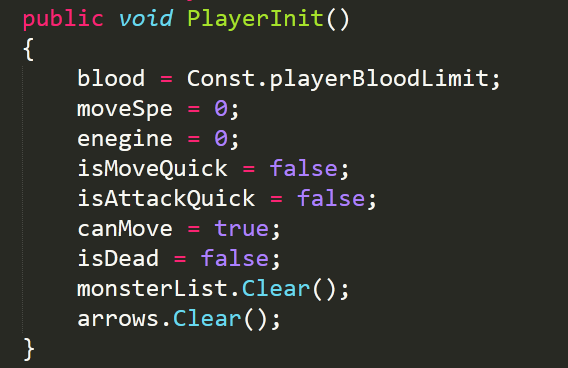 public void PlayerInit()
{
    blood = Const.playerBloodLimit;
    moveSpe = 0;
    enegine = 0;
    isMoveQuick = false;
    isAttackQuick = false;
    canMove = true;
    isDead = false;
    monsterList.Clear();
    arrows.Clear();
}